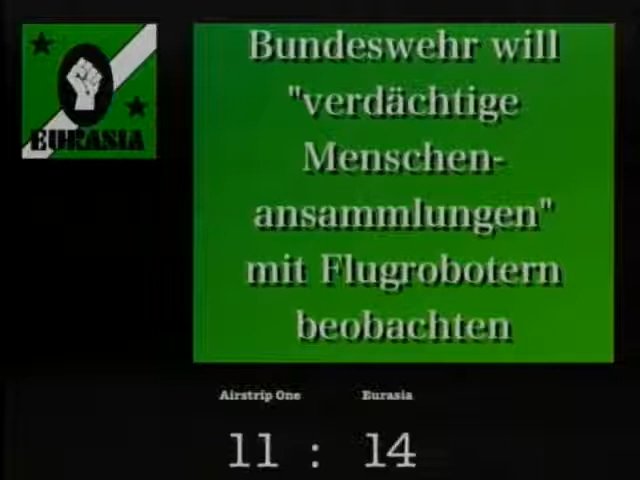 EURASIA
Bundeswehr will
"verdächtige
Menschen-
ansammlungen"
mit Flugrobotern
beobachten
Airstrip One Eurasia
11 : 14